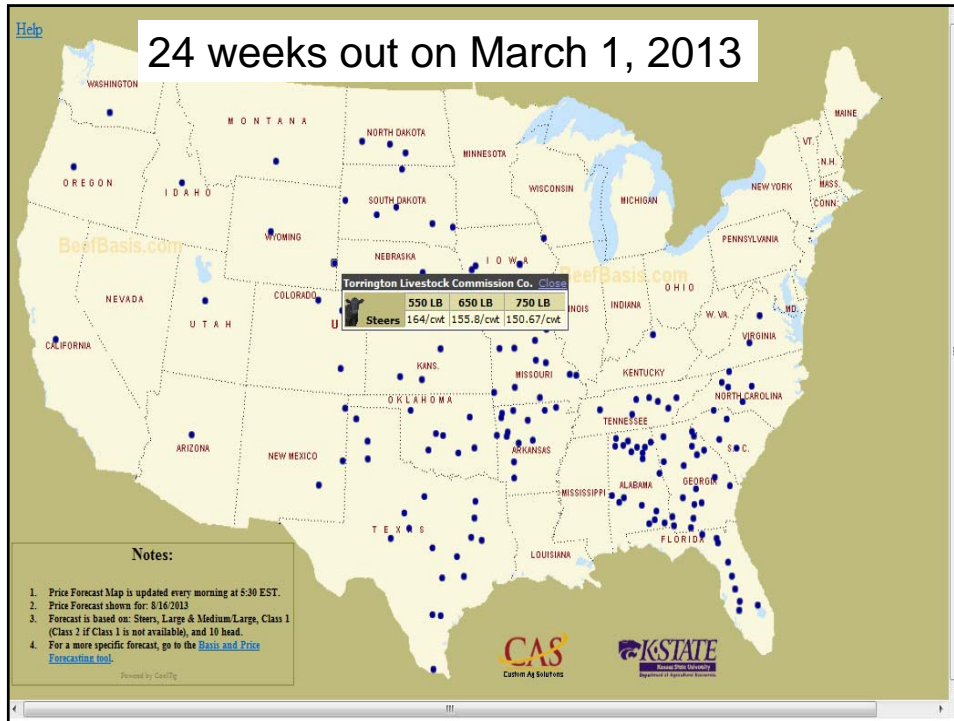 Help
24 weeks out on March 1, 2013
WASHINGTON
MAINE
MONTANA
NORTH DAKOTA
MINNESOTA
VT.
N.H.
OREGON
IDAHO
WISCONSIN
MICHIGAN
NEW YORK
MASS.
CONN.
SOUTH DAKOTA
WYOMING
PENNSYLVANIA
BeefBasis.com
NEBRASKA
IOWA
BeefBasis.com
OHIO
Torrington Livestock Commission Co. Close
550 LB 650 LB 750 LB
Steers 164/cwt 155.8/cwt 150.67/cwt
NEVADA
COLORADO
INOIS
INDIANA
W. VA.
MD.
UTAH
U
VIRGINIA
CALIFORNIA
KANS.
MISSOURI
KENTUCKY
OKLAHOMA
NORTH CAROLINA
TENNESSEE
ARIZONA
NEW MEXICO
ARKANSAS
S.C.
MISSISSIPPI
ALABAMA
GEORGIA
TEXAS
LOUISIANA
FLORIDA
Notes:
1. Price Forecast Map is updated every morning at 5:30 EST.
2. Price Forecast shown for: 8/16/2013
3. Forecast is based on: Steers, Large & Medium/Large, Class 1
(Class 2 if Class 1 is not available), and 10 head.
4. For a more specific forecast, go to the Basis and Price
Forecasting tool.
CAS
Custom Ag Solutions
K-STATE
Kansas State University
Department of Agricultural Economics